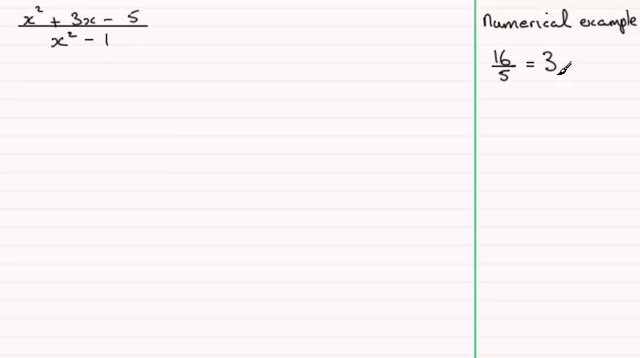 x² + 3x - 5
x² - 1
Numerical example
16
5 = 3